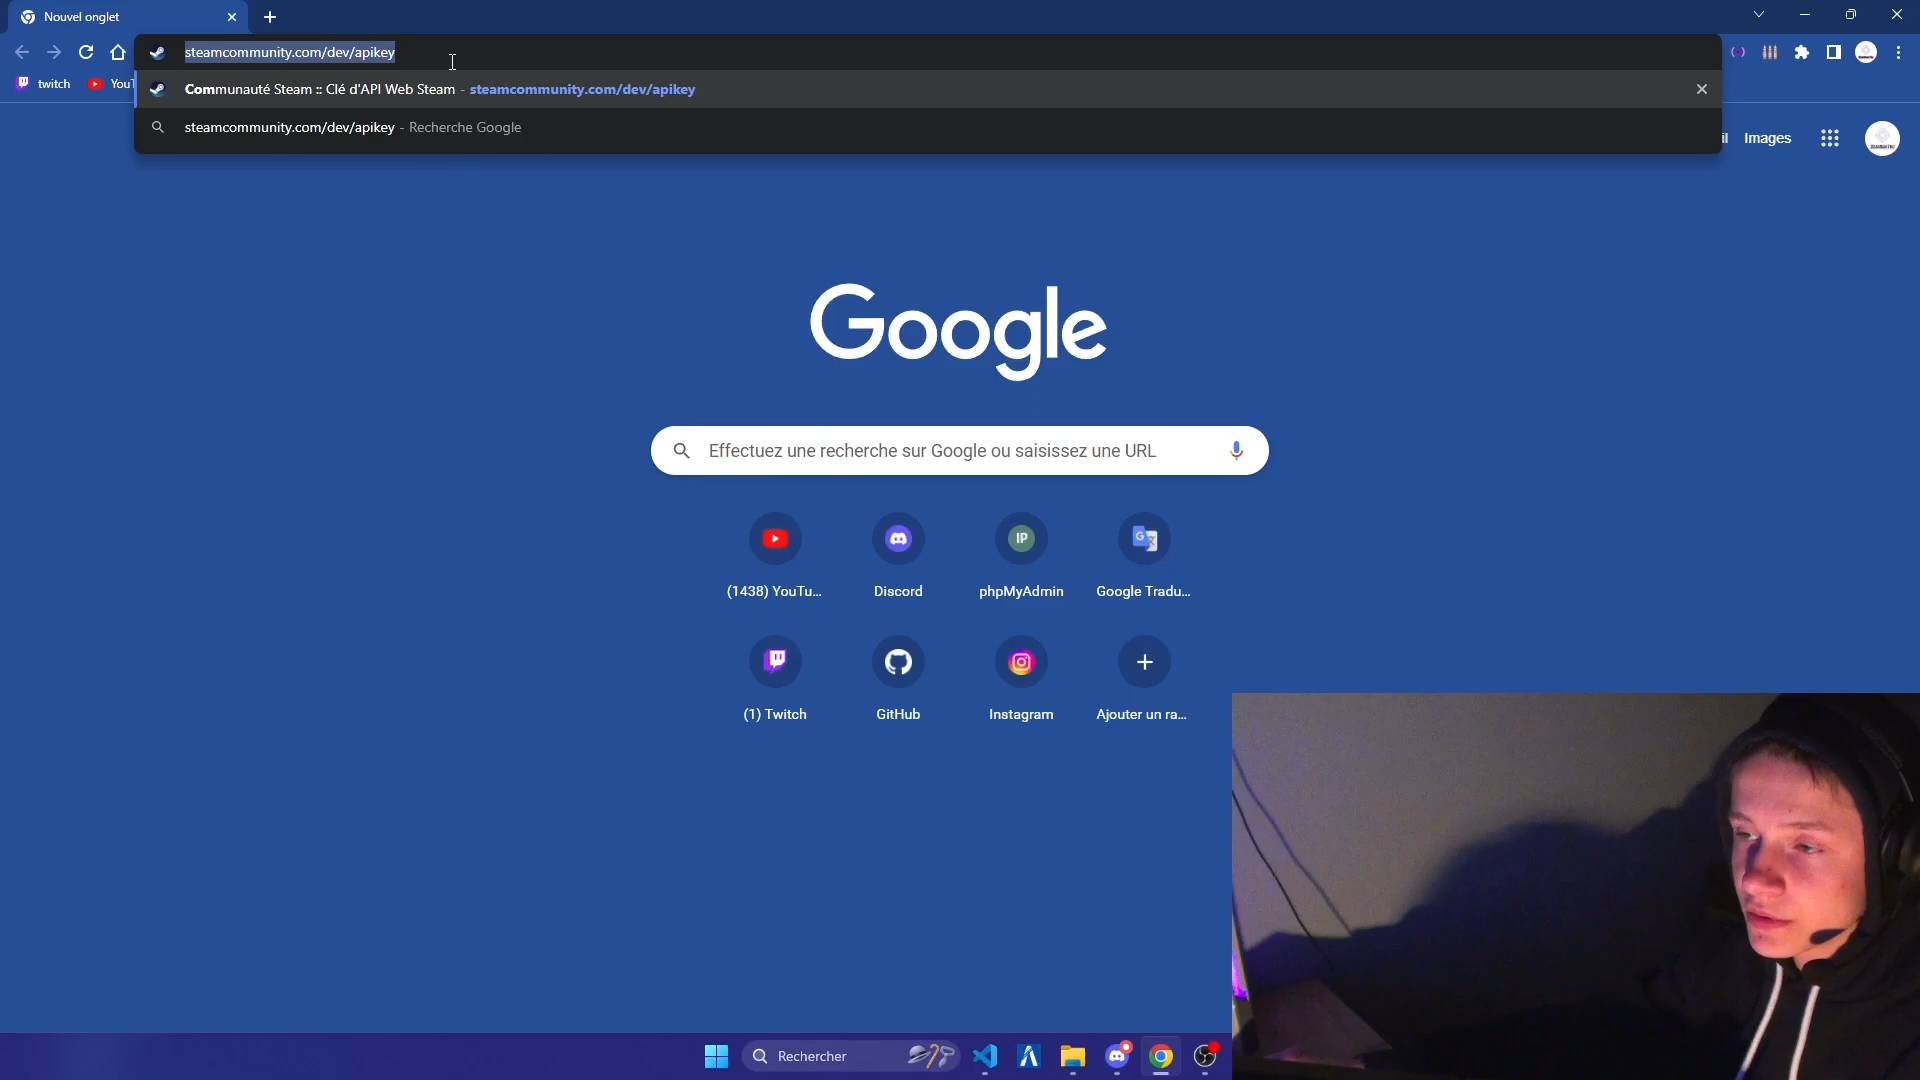 Nouvel onglet
steamcommunity.com/dev/apikey
twitch
Communauté Steam :: Clé d'API Web Steam - steamcommunity.com/dev/apikey
steamcommunity.com/dev/apikey - Recherche Google
Images
Google
Effectuez une recherche sur Google ou saisissez une URL
IP
(1438) YouTu...
Discord
phpMyAdmin
Google Tradu...
(1) Twitch
GitHub
Instagram
Ajouter un ra...
Rechercher